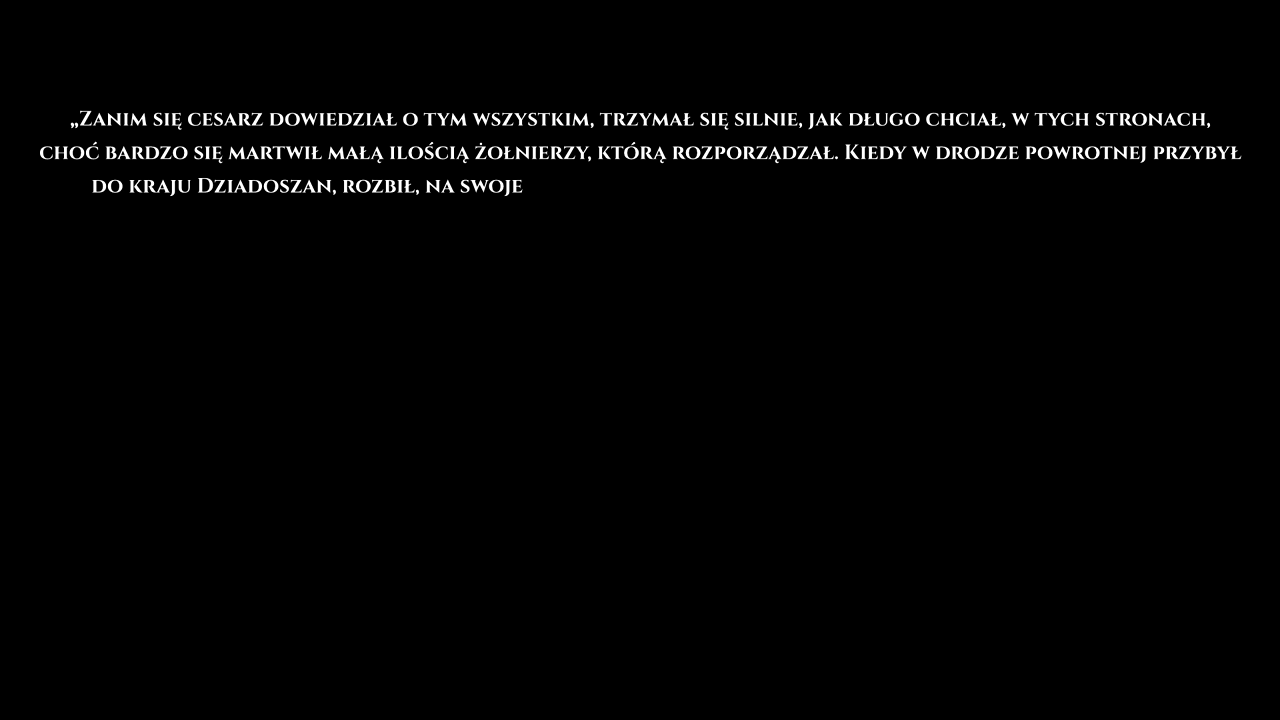 „Zanim się cesarz dowiedział o tym wszystkim, trzymał się silnie, jak długo chciał, w tych stronach,
choć bardzo się martwił małą ilością żołnierzy, którą rozporządzał. Kiedy w drodze powrotnej przybył
do kraju Dziadoszan, rozbił, na swoje